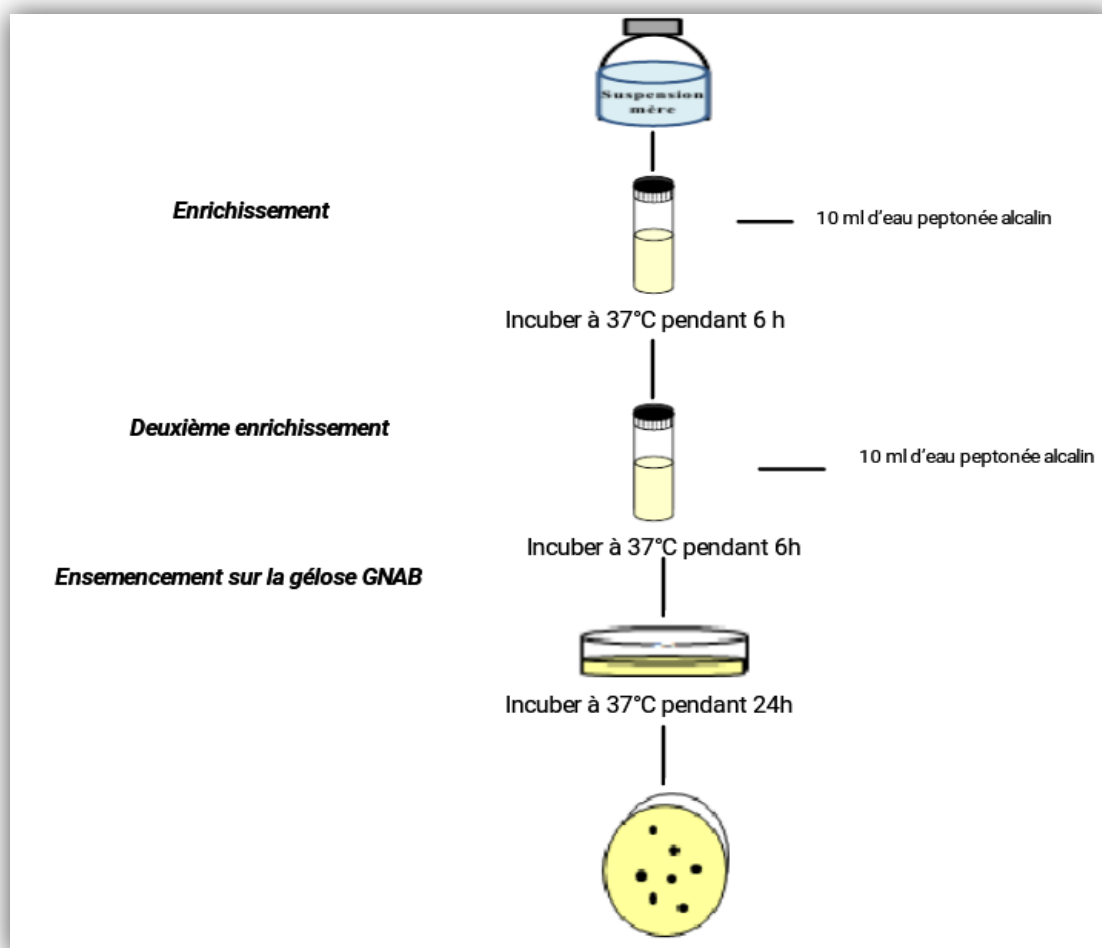 Suspension
mère
Enrichissement
10 ml d'eau peptonée alcalin
Incuber à 37°C pendant 6 h
Deuxième enrichissement
10 ml d'eau peptonée alcalin
Incuber à 37°C pendant 6h
Ensemencement sur la gélose GNAB
Incuber à 37°C pendant 24h